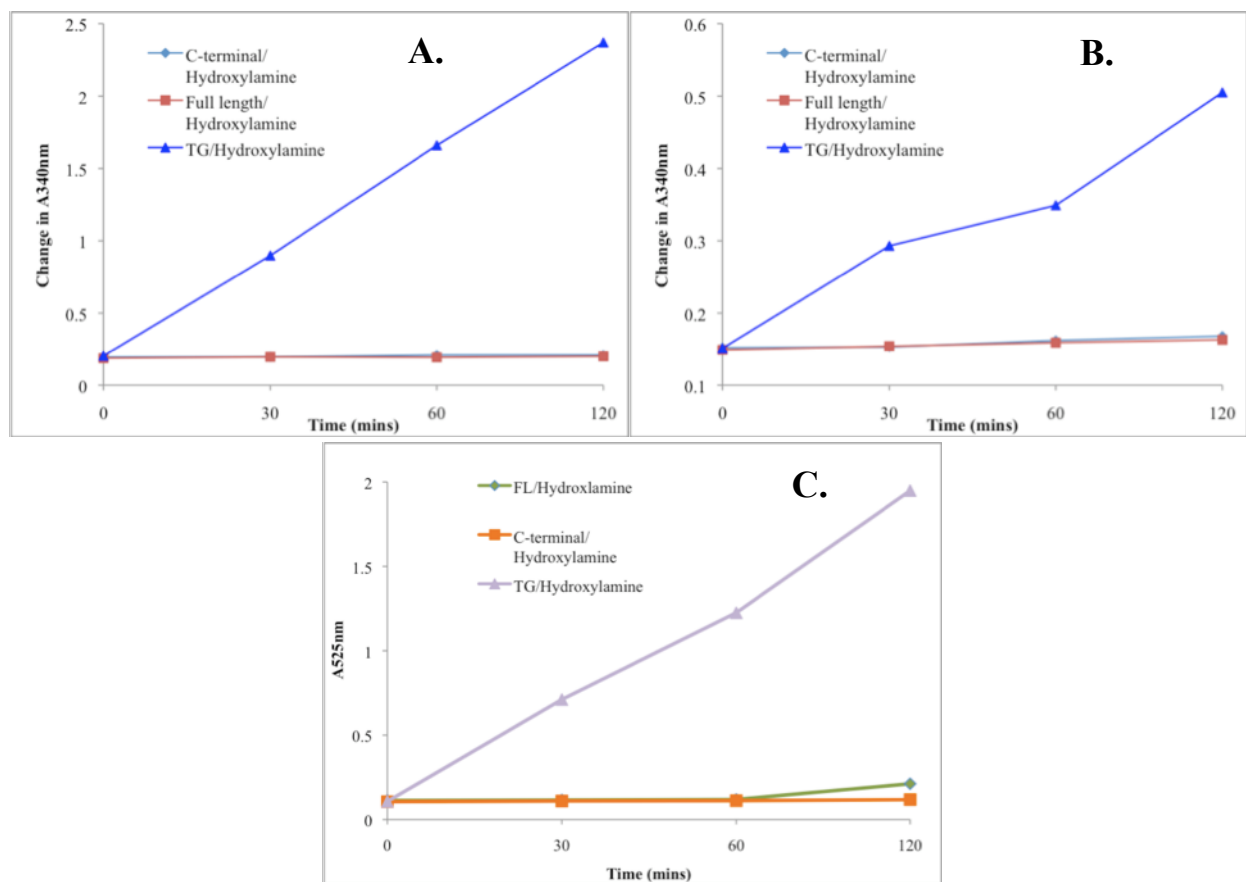 A.
2.5
2
1.5
1
0.5
0
Change in A340nm
C-terminal/
Hydroxylamine
Full length/
Hydroxylamine
TG/Hydroxylamine
0
30
60
120
Time (mins)
B.
0.6
0.5
0.4
0.3
0.2
0.1
Change in A340nm
C-terminal/
Hydroxylamine
Full length/
Hydroxylamine
TG/Hydroxylamine
0
30
60
120
Time (mins)
C.
2
1.5
1
0.5
0
A525nm
FL/Hydroxlamine
C-terminal/
Hydroxylamine
TG/Hydroxylamine
0
30
60
120
Time (mins)